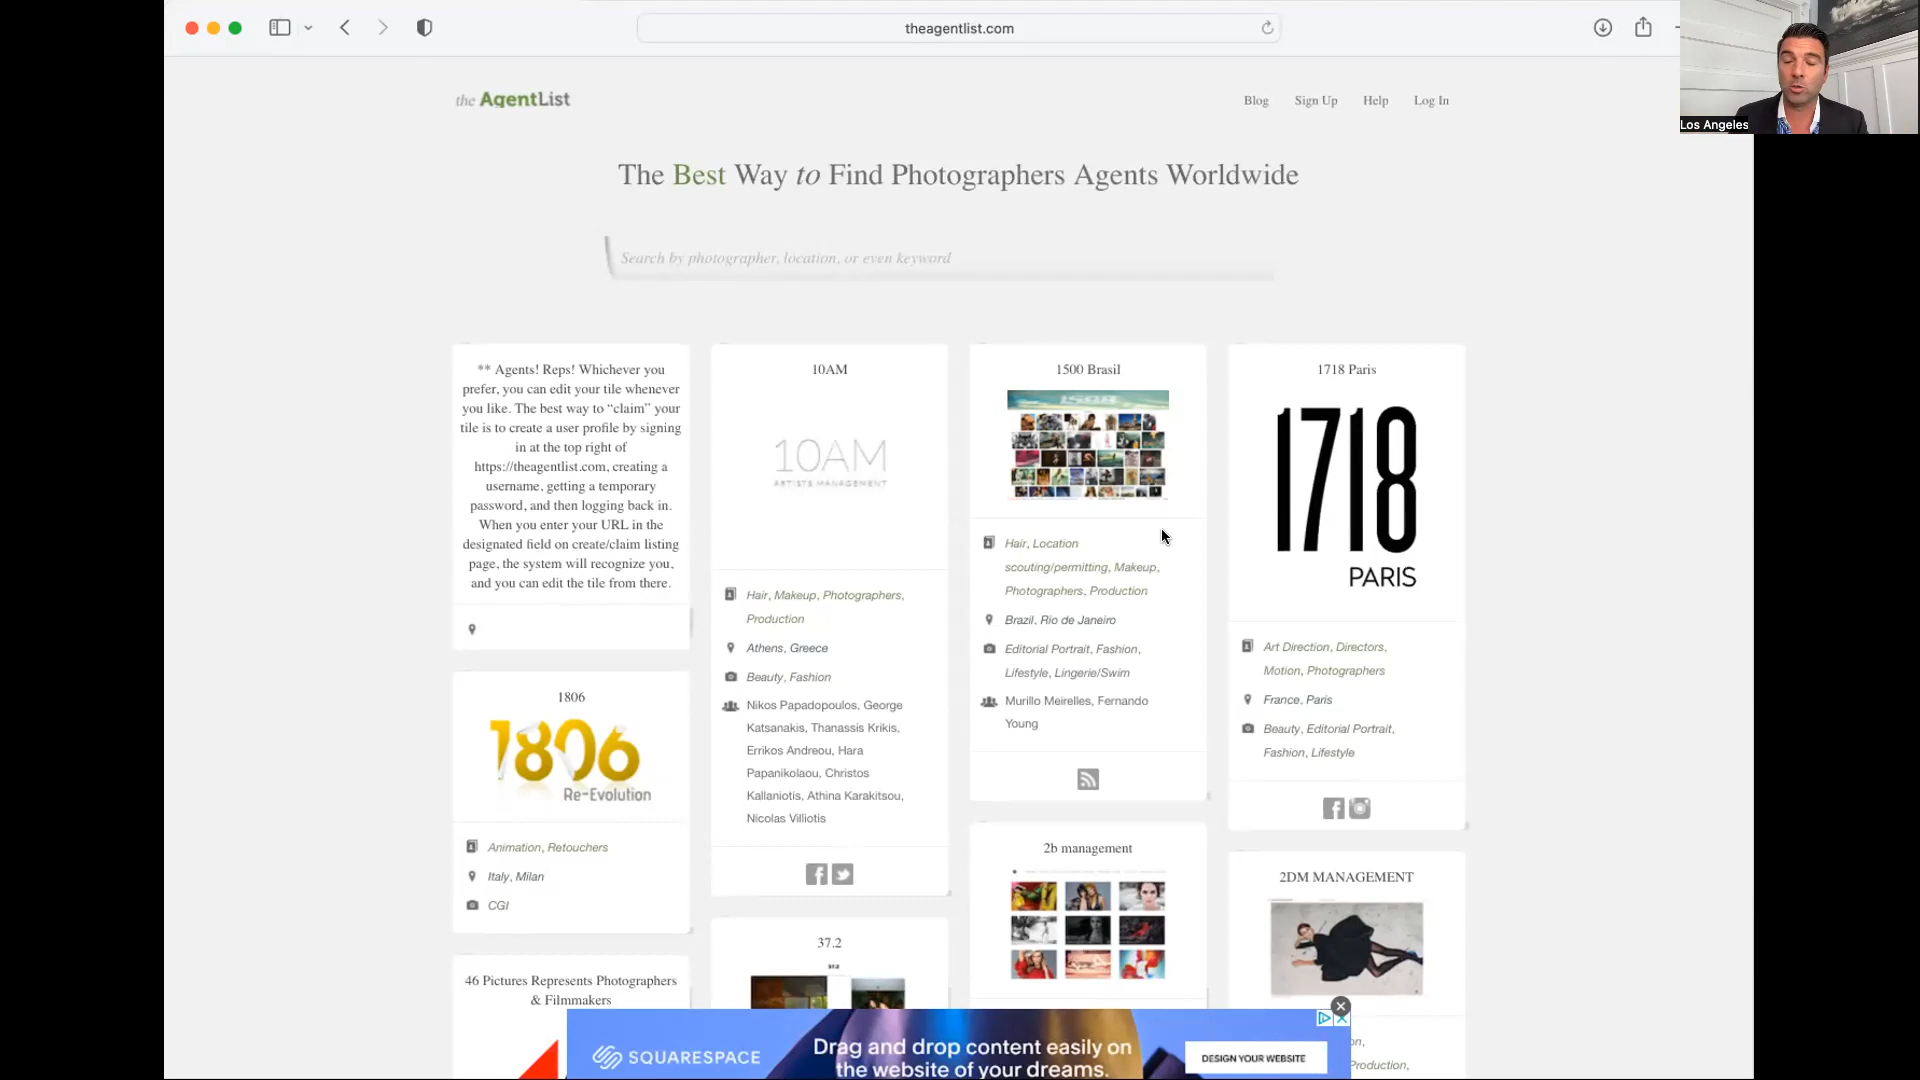 theagentlist.com
Los Angeles
the AgentList
Blog
Sign Up
Help
Log In
The Best Way to Find Photographers Agents Worldwide
Search by photographer, location, or even keyword
** Agents! Reps! Whichever you
prefer, you can edit your tile whenever
you like. The best way to “claim” your
tile is to create a user profile by signing
in at the top right of
https://theagentlist.com, creating a
username, getting a temporary
password, and then logging back in.
When you enter your URL in the
designated field on create/claim listing
page, the system will recognize you,
and you can edit the tile from there.
10AM
10AM
ARTISTS MANAGEMENT
Hair, Makeup, Photographers,
Production
Athens, Greece
Beauty, Fashion
Nikos Papadopoulos, George
Katsanakis, Thanassis Krikis,
Errikos Andreou, Hara
Papanikolaou, Christos
Kallaniotis, Athina Karakitsou,
Nicolas Villiotis
1500 Brasil
Hair, Location
scouting/permitting, Makeup,
Photographers, Production
Brazil, Rio de Janeiro
Editorial Portrait, Fashion,
Lifestyle, Lingerie/Swim
Murillo Meirelles, Fernando
Young
1718 Paris
1718
PARIS
Art Direction, Directors,
Motion, Photographers
France, Paris
Beauty, Editorial Portrait,
Fashion, Lifestyle
1806
1806
Re-Evolution
Animation, Retouchers
Italy, Milan
CGI
37.2
37.2
2b management
2DM MANAGEMENT
46 Pictures Represents Photographers
& Filmmakers
on,
Production,
SQUARESPACE
Drag and drop content easily on
the website of your dreams.
DESIGN YOUR WEBSITE